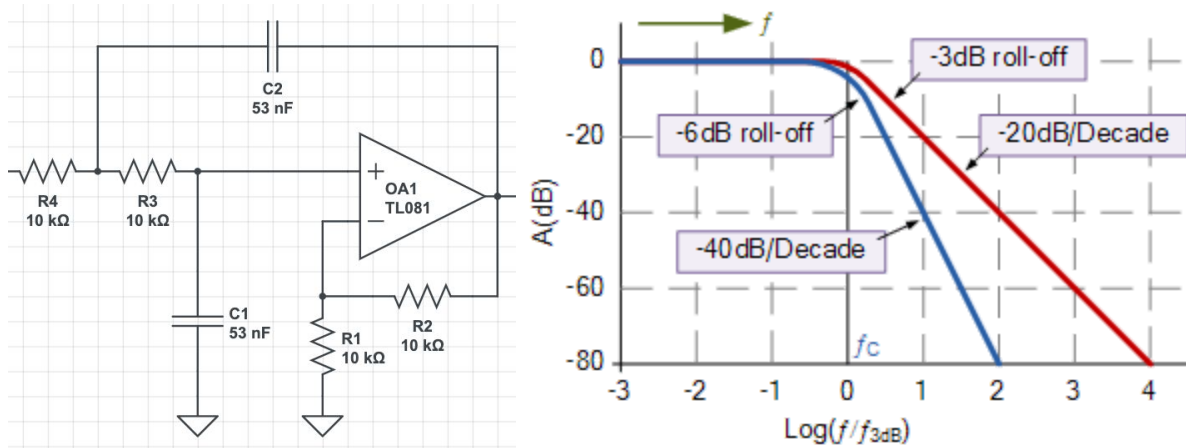 C2
53 nF
R4
10 kΩ
R3
10 kΩ
+
OA1
TL081
−
C1
53 nF
R1
10 kΩ
R2
10 kΩ
f
0
-20
-40
-60
-80
A(dB)
-3dB roll-off
-6dB roll-off
-20dB/Decade
-40dB/Decade
fC
-3
-2
-1
0
1
2
3
4
Log(f/f3dB)